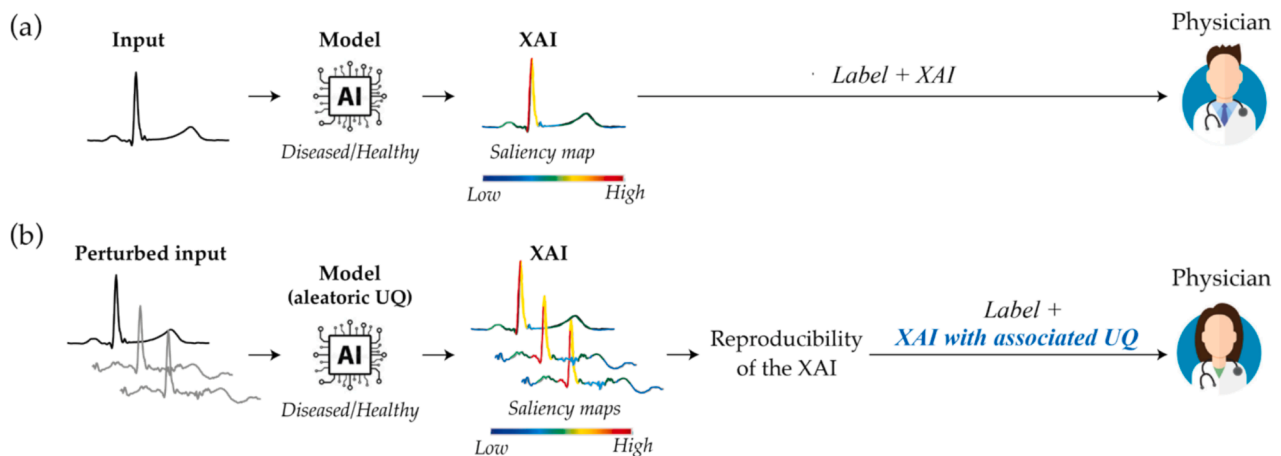 (a)
Input
Model
XAI
Physician
AI
Label + XAI
Diseased/Healthy
Saliency map
Low
High
(b)
Perturbed input
Model
(aleatoric UQ)
XAI
Physician
AI
Label +
Reproducibility
XAI with associated UQ
of the XAI
Diseased/Healthy
Saliency maps
Low
High